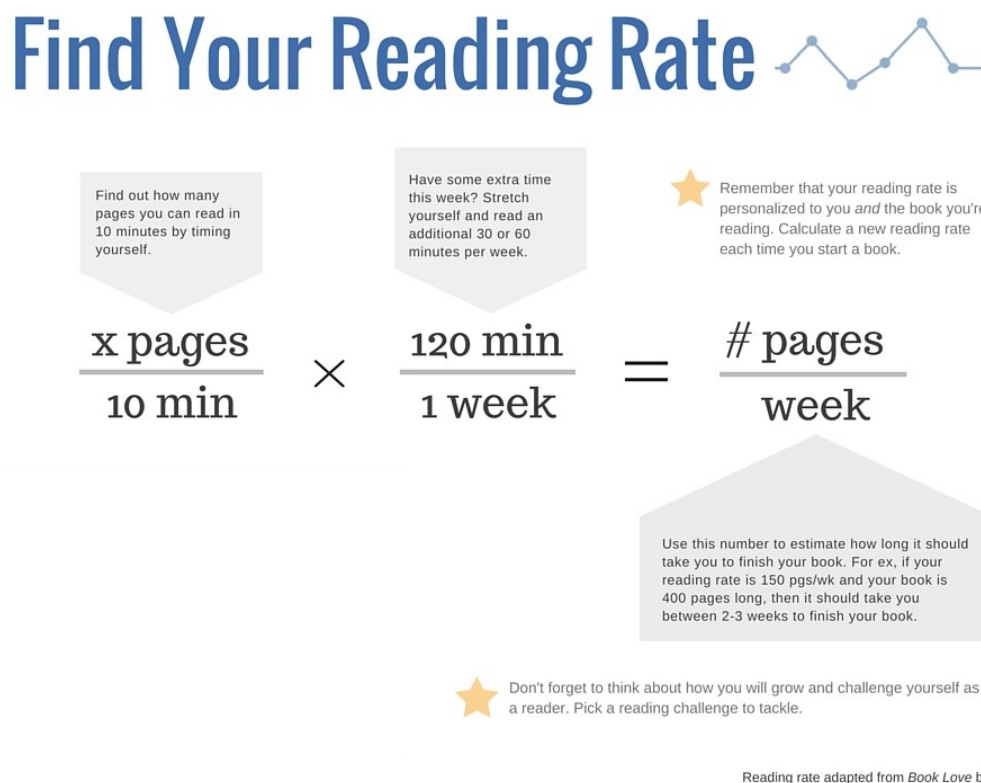 Find Your Reading Rate
Find out how many
pages you can read in
10 minutes by timing
yourself.
Have some extra time
this week? Stretch
yourself and read an
additional 30 or 60
minutes per week.
Remember that your reading rate is
personalized to you and the book you're
reading. Calculate a new reading rate
each time you start a book.
x pages
10 min
×
120 min
1 week
=
# pages
week
Use this number to estimate how long it should
take you to finish your book. For ex, if your
reading rate is 150 pgs/wk and your book is
400 pages long, then it should take you
between 2-3 weeks to finish your book.
Don't forget to think about how you will grow and challenge yourself as
a reader. Pick a reading challenge to tackle.
Reading rate adapted from Book Love b